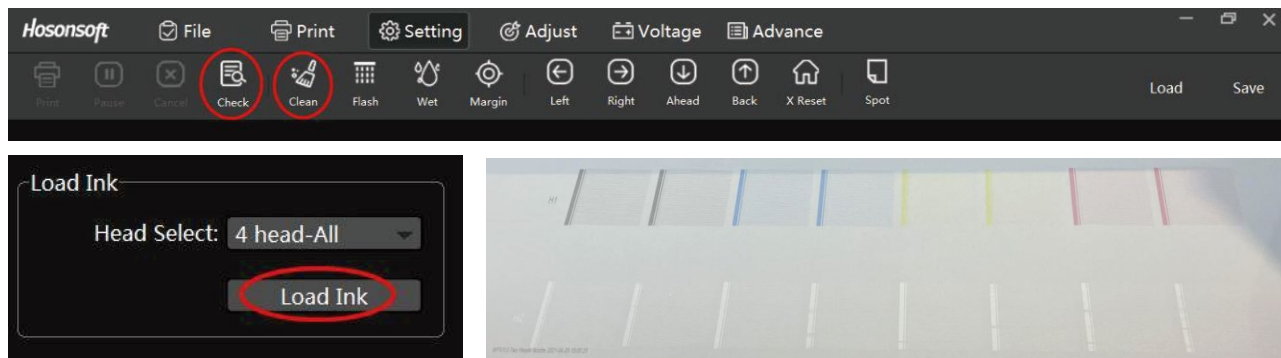 Hosonsoft File Print Setting Adjust Voltage Advance
Print Pause Cancel Check Clean Flash Wet Margin Left Right Ahead Back X Reset Spot Load Save
Load Ink
Head Select: 4 head-All
Load Ink
H1